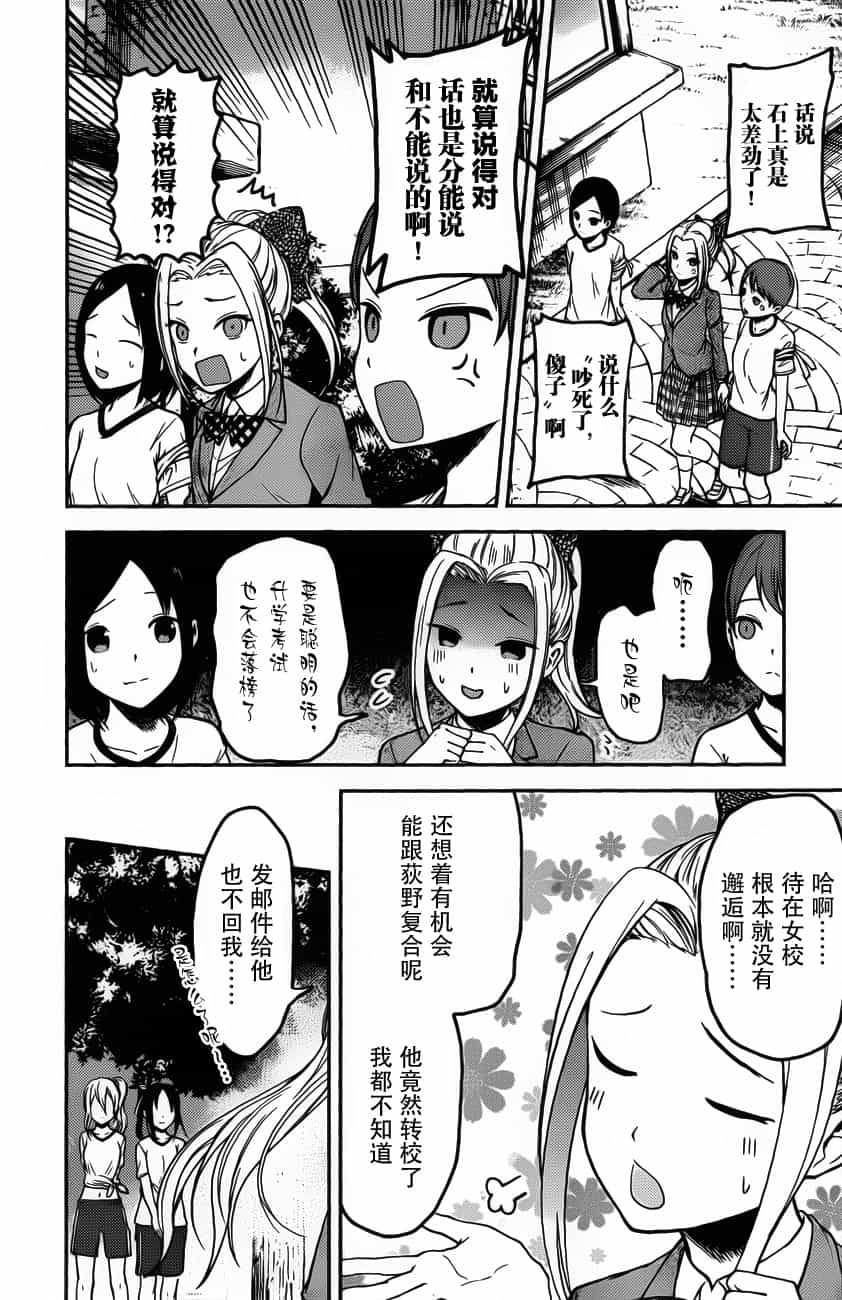 话说
石上真是
太差劲了！
说什么
“吵死了，
傻子”啊
就算说得对
话也是分能说
和不能说的啊！
就算说得对！？
呃……
也是吧
要是聪明的话，
升学考试
也不会落榜了
哈啊……
待在女校
根本就没有
邂逅啊……
还想着有机会
能跟荻野复合呢
他竟然转校了
我都不知道
发邮件给他
也不回我……